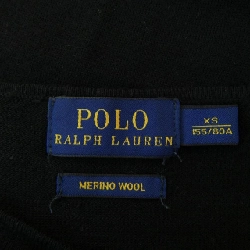 POLO
RALPH LAUREN
XS
155/80A
MERINO WOOL